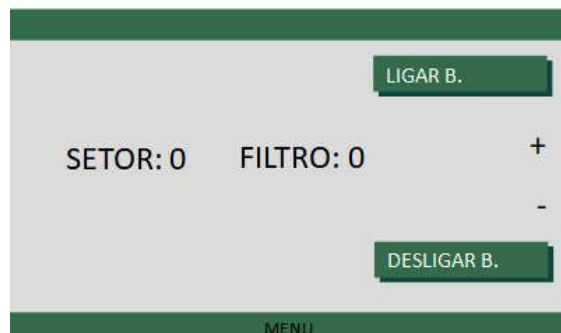 LIGAR B.
SETOR: 0 FILTRO: 0 +
-
DESLIGAR B.
MENU